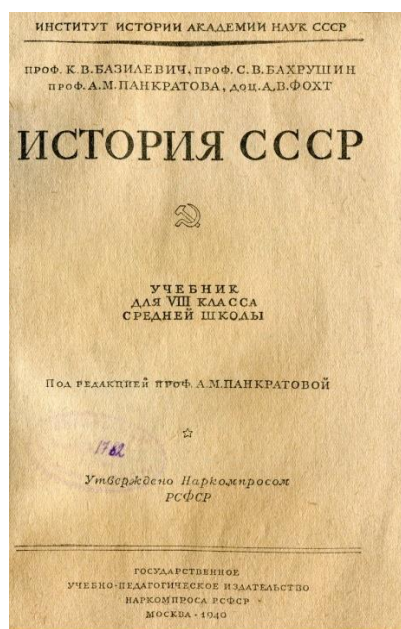 ИНСТИТУТ ИСТОРИИ АКАДЕМИИ НАУК СССР
ПРОФ. К.В.БАЗИЛЕВИЧ, ПРОФ. С.В.БАХРУШИН
ПРОФ. А.М.ПАНКРАТОВА, ДОЦ. А.В.ФОХТ
ИСТОРИЯ СССР
УЧЕБНИК
ДЛЯ VIII КЛАССА
СРЕДНЕЙ ШКОЛЫ
ПОД РЕДАКЦИЕЙ ПРОФ. А.М.ПАНКРАТОВОЙ
1762
Утверждено Наркомпросом
РСФСР
ГОСУДАРСТВЕННОЕ
УЧЕБНО-ПЕДАГОГИЧЕСКОЕ ИЗДАТЕЛЬСТВО
НАРКОМПРОСА РСФСР
МОСКВА - 1940